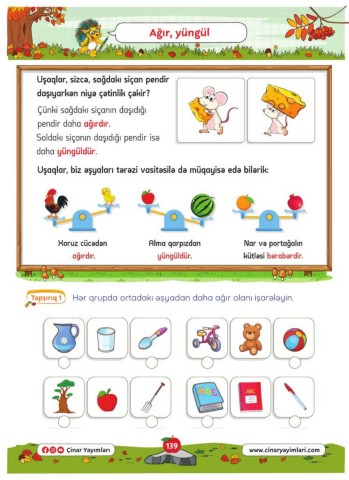 Ağır, yüngül
Uşaqlar, sizcə, sağdakı siçan pendir
daşıyarkən niyə çətinlik çəkir?
Çünki sağdakı siçanın daşıdığı
pendir daha ağırdır.
Soldakı siçanın daşıdığı pendir isə
daha yüngüldür.
Uşaqlar, biz əşyaları tərəzi vasitəsilə də müqayisə edə bilərik:
Xoruz cücədən
ağırdır.
Alma qarpızdan
yüngüldür.
Nar və portağalın
kütləsi bərabərdir.
Tapşırıq 1
Hər qrupda ortadakı əşyadan daha ağır olanı işarələyin.
Çinar Yayımları
139
www.cinaryayimlari.com